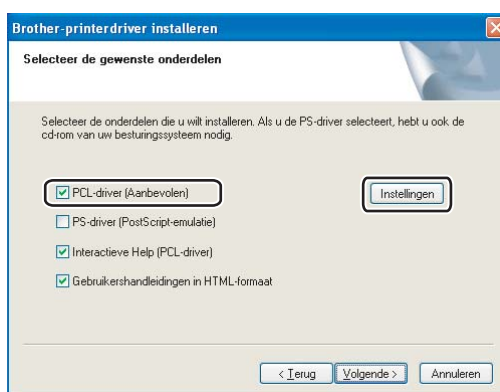 Brother-printerdriver installeren
Selecteer de gewenste onderdelen
Selecteer de onderdelen die u wilt installeren. Als u de PS-driver selecteert, hebt u ook de
cd-rom van uw besturingssysteem nodig.
PCL-driver (Aanbevolen)
Instellingen
PS-driver (PostScript-emulatie)
Interactieve Help (PCL-driver)
Gebruikershandleidingen in HTML-formaat
< Terug
Volgende >
Annuleren